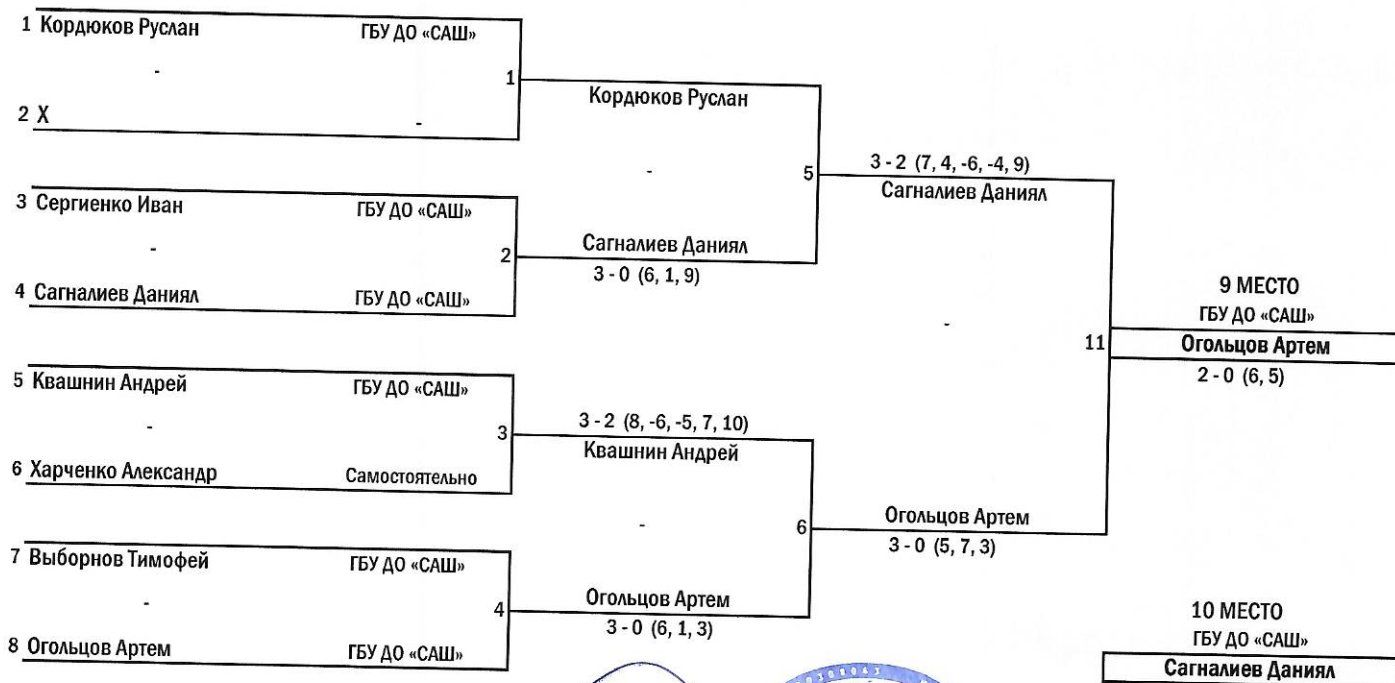 1 Кордюков Руслан ГБУ ДО «САШ»
-
1
2 X -
Кордюков Руслан
-
5
3 Сергиенко Иван ГБУ ДО «САШ»
-
2
4 Сагналиев Даниял ГБУ ДО «САШ»
Сагналиев Даниял
3 - 0 (6, 1, 9)
3 - 2 (7, 4, -6, -4, 9)
Сагналиев Даниял
-
11
5 Квашнин Андрей ГБУ ДО «САШ»
-
3
6 Харченко Александр Самостоятельно
3 - 2 (8, -6, -5, 7, 10)
Квашнин Андрей
-
6
7 Выборнов Тимофей ГБУ ДО «САШ»
-
4
8 Огольцов Артем ГБУ ДО «САШ»
Огольцов Артем
3 - 0 (6, 1, 3)
Огольцов Артем
3 - 0 (5, 7, 3)
9 МЕСТО
ГБУ ДО «САШ»
Огольцов Артем
2 - 0 (6, 5)
10 МЕСТО
ГБУ ДО «САШ»
Сагналиев Даниял